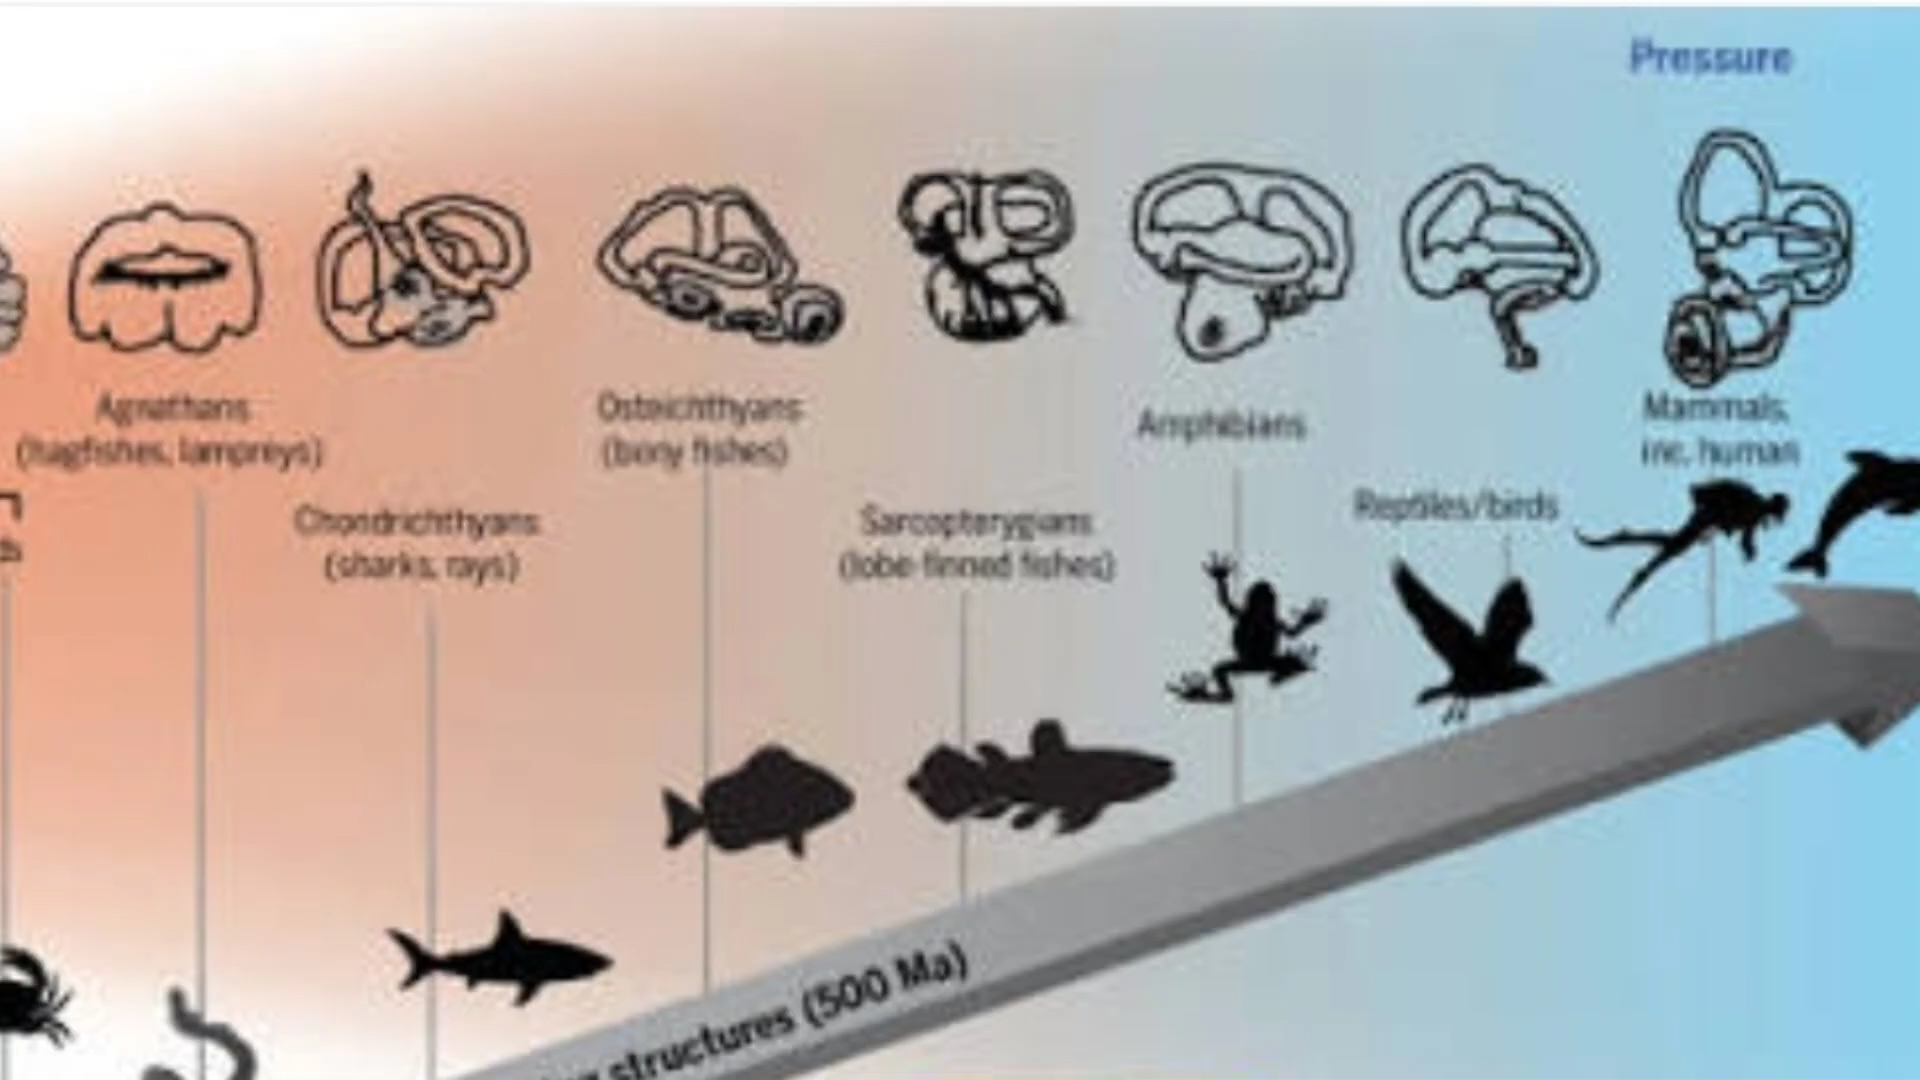 Pressure
Agnathans
(hagfishes, lampreys)
Chondrichthyans
(sharks, rays)
Osteichthyans
(bony fishes)
Sarcopterygians
(lobe finned fishes)
Amphibians
Reptiles/birds
Mammals,
inc. human
structures (500 Ma)